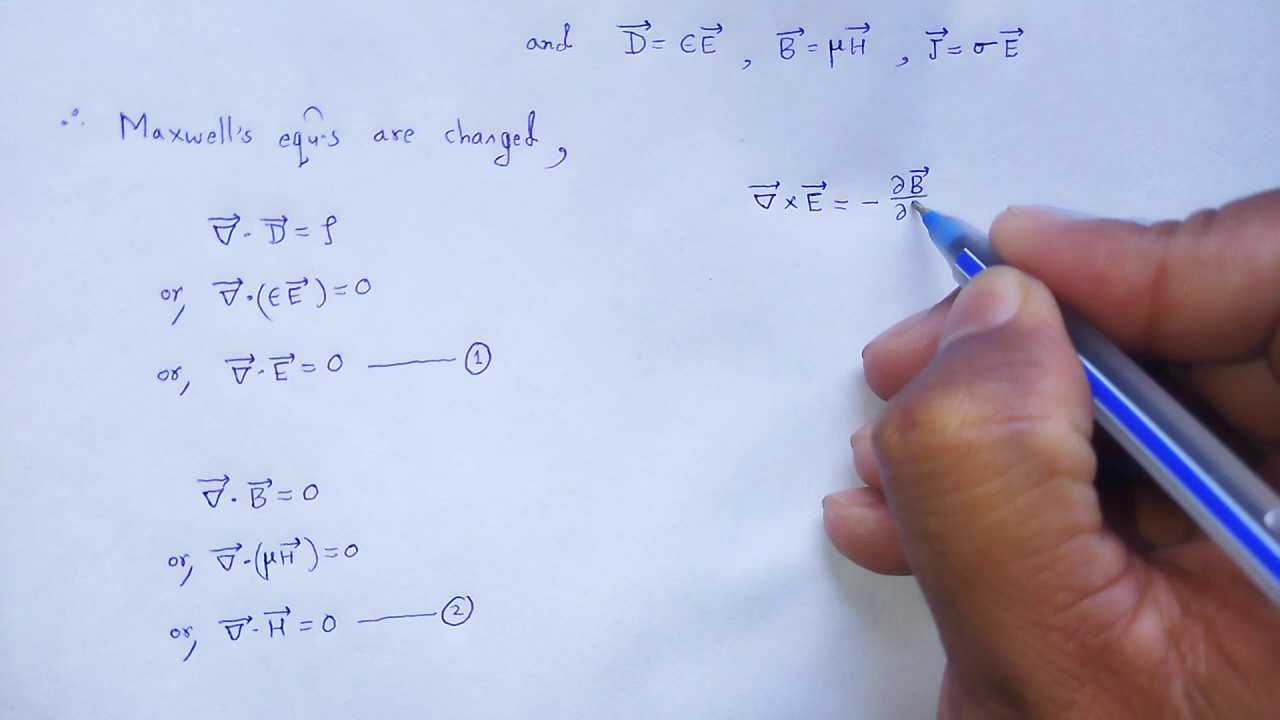 and D⃗ = ϵE⃗ , B⃗ = μH⃗ , J⃗ = σE⃗
∴ Maxwell's equn̂s are changed,
∇⃗ · D⃗ = ρ
or, ∇⃗ · (ϵE⃗) = 0
or, ∇⃗ · E⃗ = 0 —— ①
∇⃗ · B⃗ = 0
or, ∇⃗ · (μH⃗) = 0
or, ∇⃗ · H⃗ = 0 —— ②
∇⃗ × E⃗ = - ∂B⃗/∂